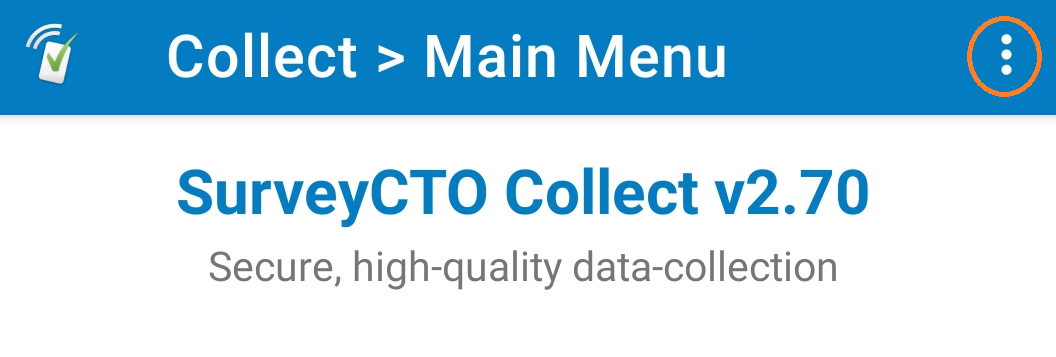 Collect > Main Menu
SurveyCTO Collect v2.70
Secure, high-quality data-collection